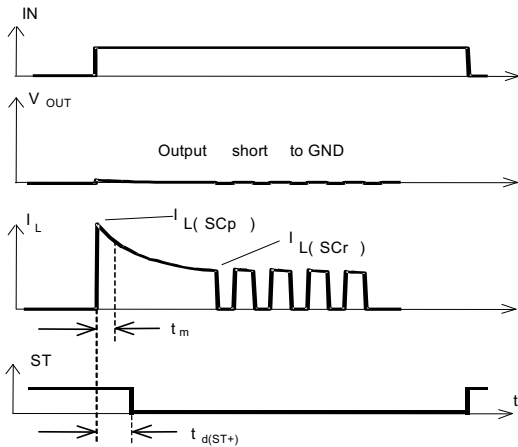 IN
V OUT
Output short to GND
I L
I L( SCp )
I L( SCr )
t m
ST
t
t d(ST+)